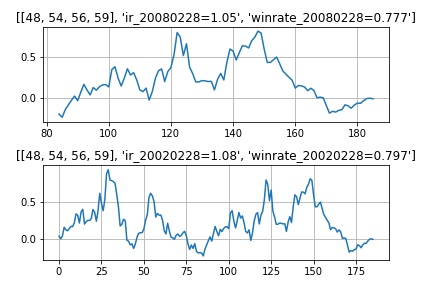 [[48, 54, 56, 59], 'ir_20080228=1.05', 'winrate_20080228=0.777']
0.5
0.0
80 100 120 140 160 180
[[48, 54, 56, 59], 'ir_20020228=1.08', 'winrate_20020228=0.797']
0.5
0.0
0 25 50 75 100 125 150 175